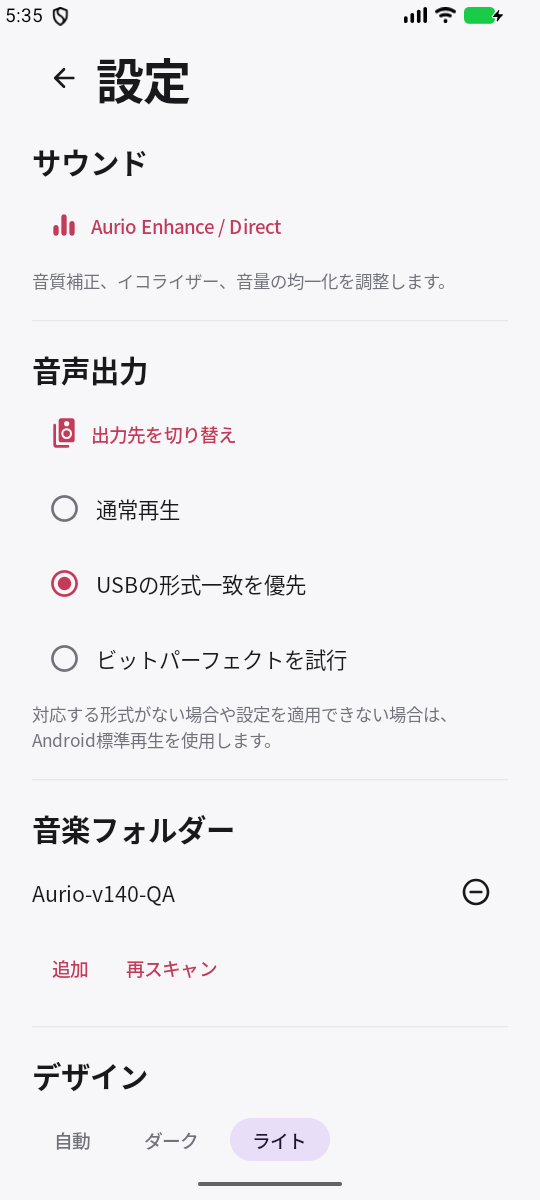 5:35
設定
サウンド
Aurio Enhance / Direct
音質補正、イコライザー、音量の均一化を調整します。
音声出力
出力先を切り替え
通常再生
USBの形式一致を優先
ビットパーフェクトを試行
対応する形式がない場合や設定を適用できない場合は、
Android標準再生を使用します。
音楽フォルダー
Aurio-v140-QA
追加 再スキャン
デザイン
自動 ダーク ライト